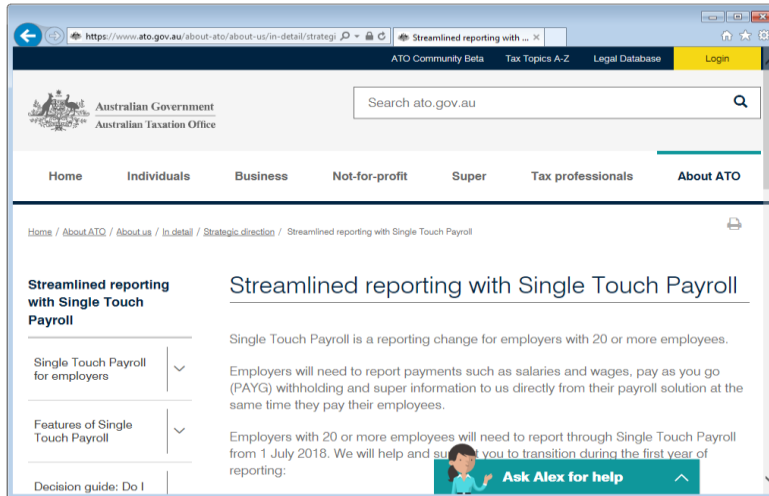 https://www.ato.gov.au/about-ato/about-us/in-detail/strategi
Streamlined reporting with ...
ATO Community Beta Tax Topics A-Z Legal Database Login
Australian Government
Australian Taxation Office
Search ato.gov.au
Home Individuals Business Not-for-profit Super Tax professionals About ATO
Home / About ATO / About us / In detail / Strategic direction / Streamlined reporting with Single Touch Payroll
Streamlined reporting
with Single Touch
Payroll
Single Touch Payroll
for employers
Features of Single
Touch Payroll
Decision guide: Do I
Streamlined reporting with Single Touch Payroll
Single Touch Payroll is a reporting change for employers with 20 or more employees.
Employers will need to report payments such as salaries and wages, pay as you go
(PAYG) withholding and super information to us directly from their payroll solution at the
same time they pay their employees.
Employers with 20 or more employees will need to report through Single Touch Payroll
from 1 July 2018. We will help and you to transition during the first year of
reporting:
Ask Alex for help